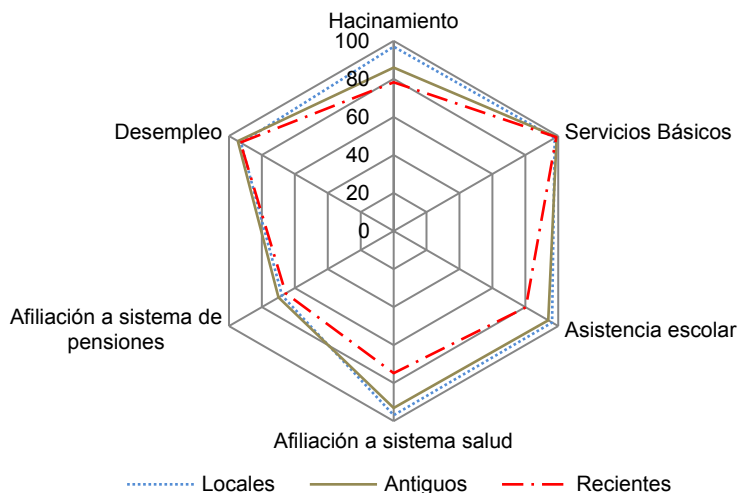 Hacinamiento
100
80
60
40
20
0
Servicios Básicos
Asistencia escolar
Afiliación a sistema salud
Afiliación a sistema de
pensiones
Desempleo
Locales
Antiguos
Recientes